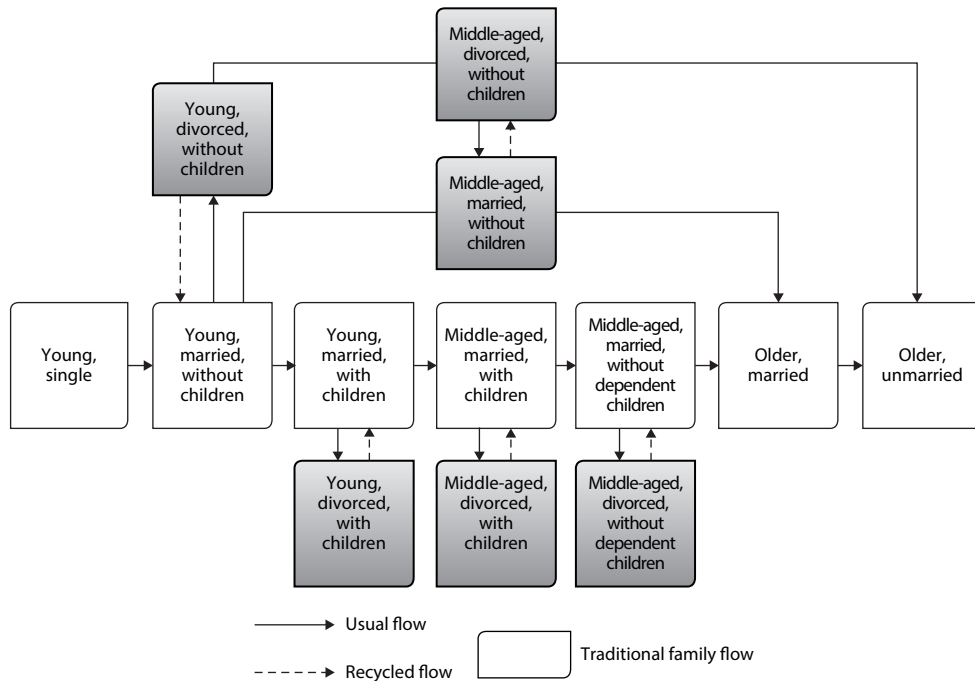 Middle-aged,
divorced,
without
children
Young,
divorced,
without
children
Middle-aged,
married,
without
children
Young,
single
Young,
married,
without
children
Young,
married,
with
children
Middle-aged,
married,
with
children
Middle-aged,
married,
without
dependent
children
Older,
married
Older,
unmarried
Young,
divorced,
with
children
Middle-aged,
divorced,
with
children
Middle-aged,
divorced,
without
dependent
children
Usual flow
Recycled flow
Traditional family flow